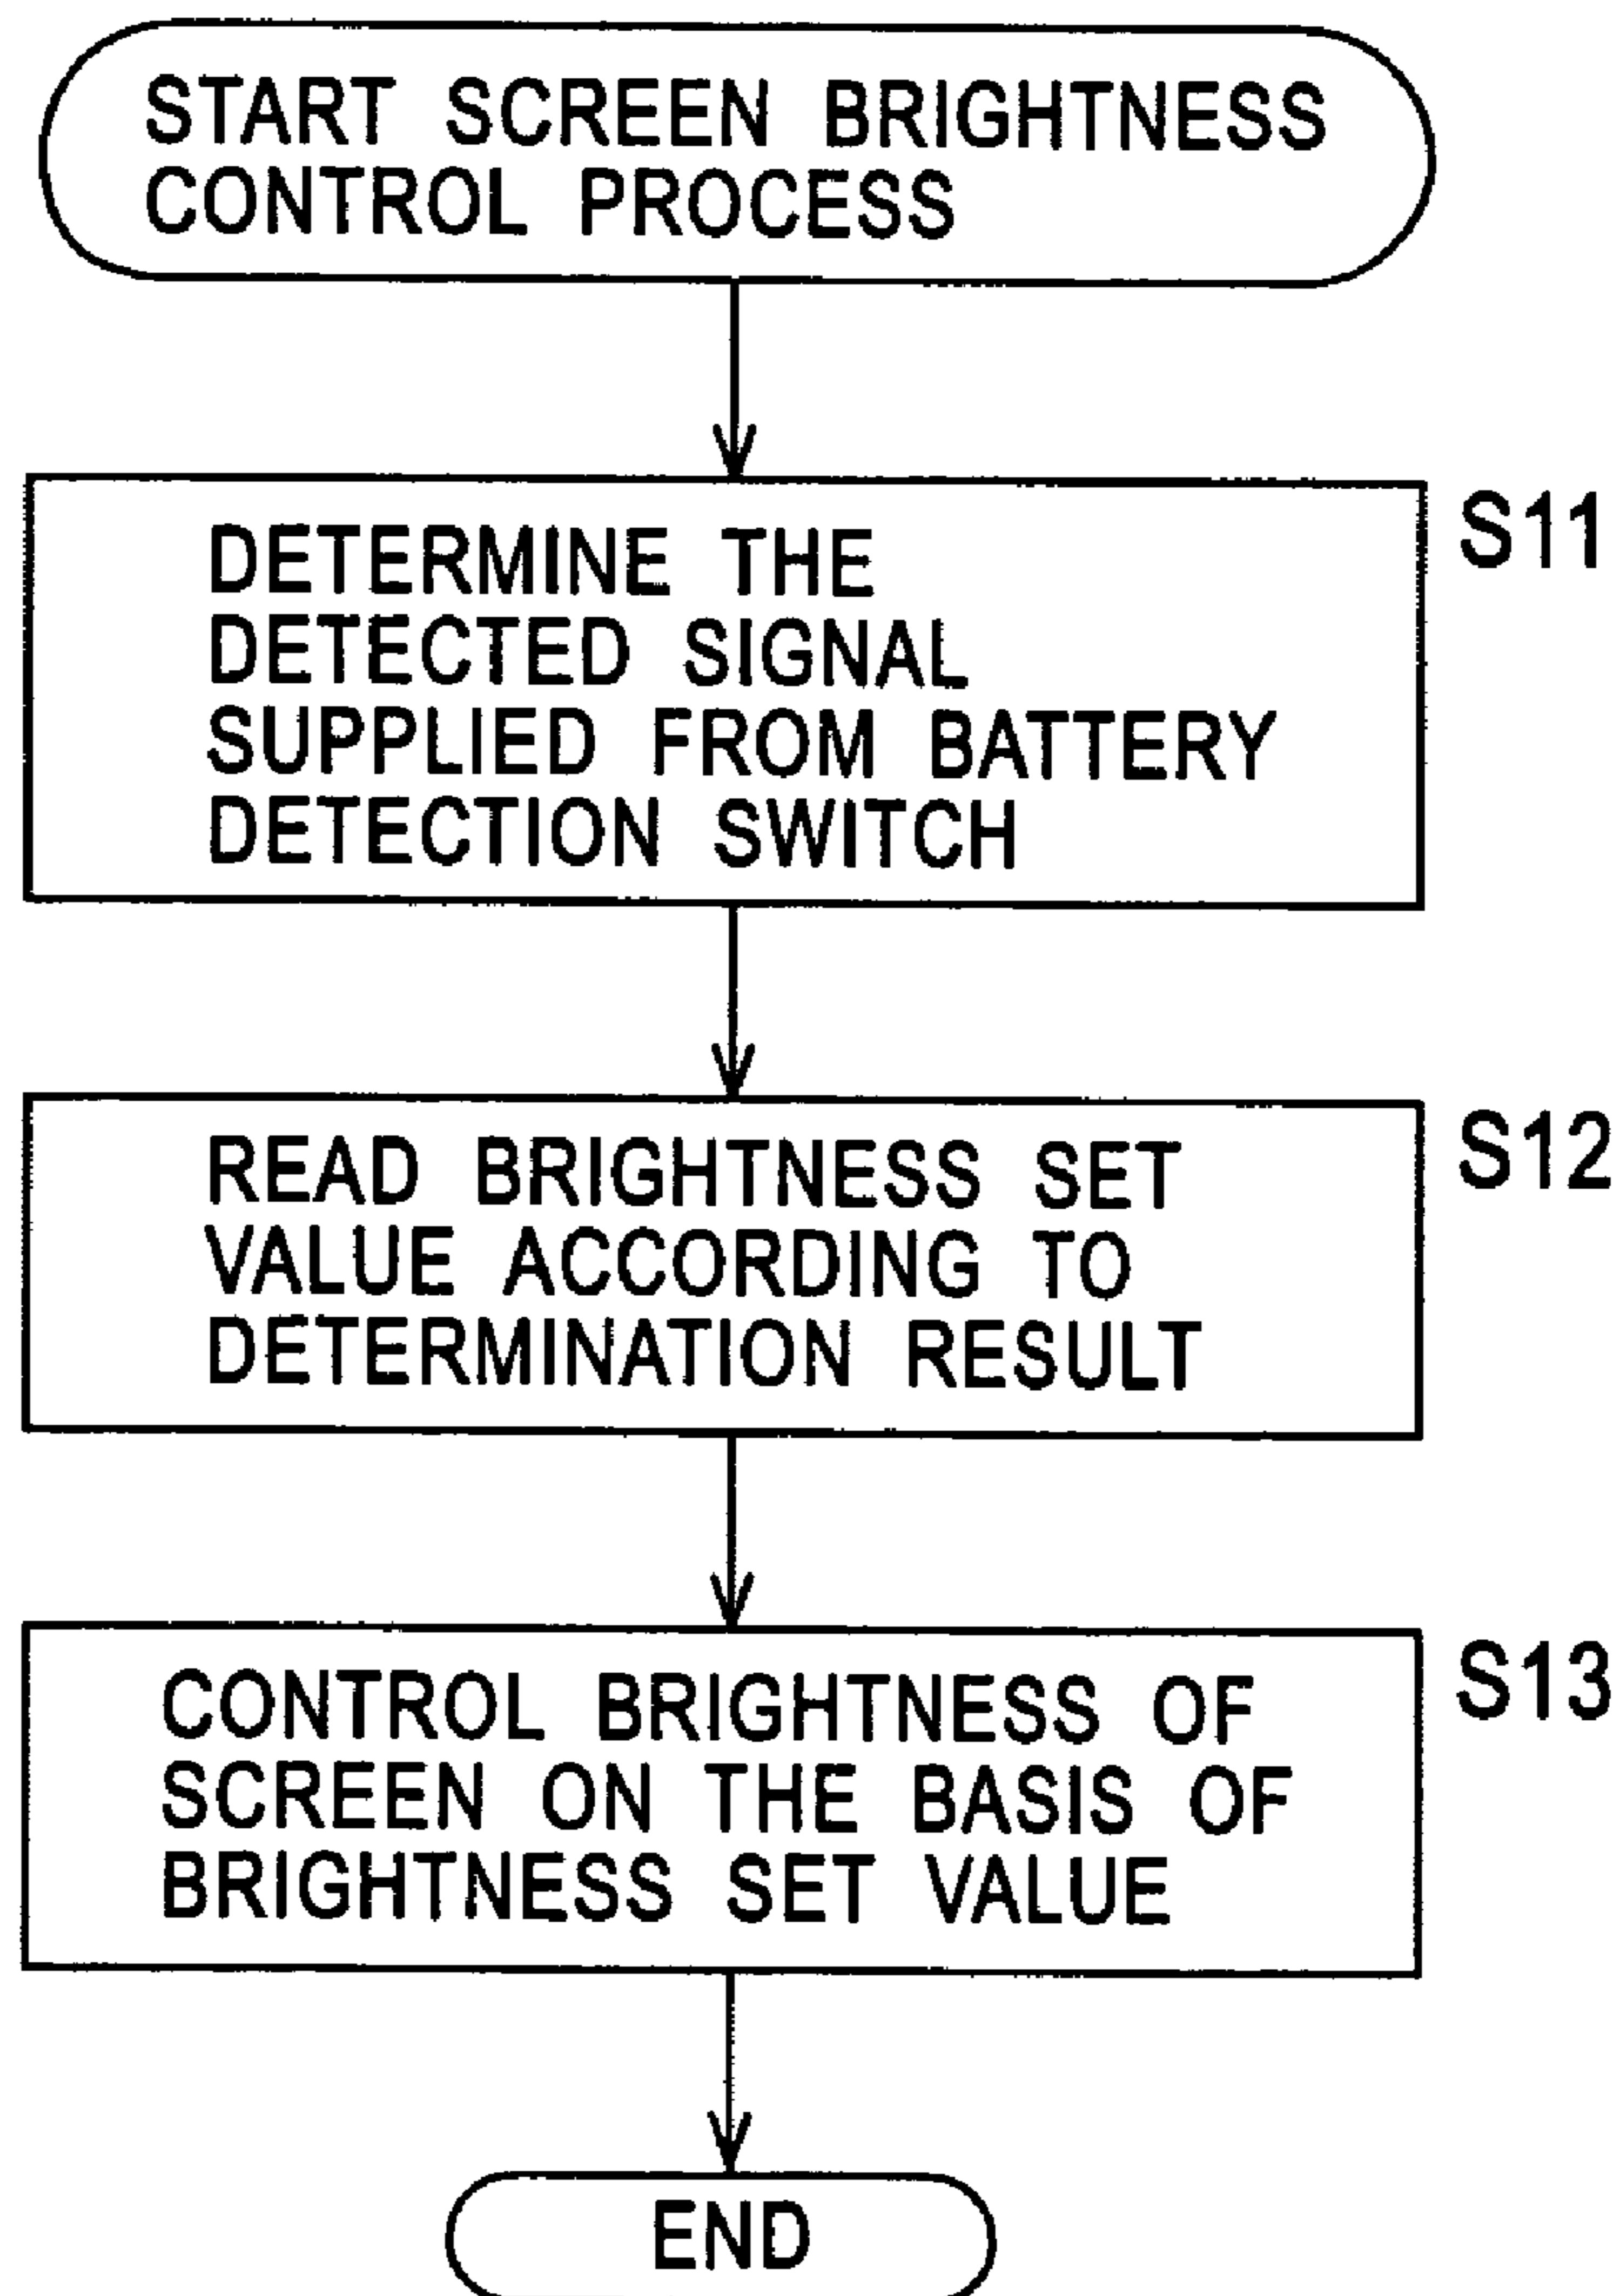 START SCREEN BRIGHTNESS
CONTROL PROCESS
S11
DETERMINE THE
DETECTED SIGNAL
SUPPLIED FROM BATTERY
DETECTION SWITCH
S12
READ BRIGHTNESS SET
VALUE ACCORDING TO
DETERMINATION RESULT
S13
CONTROL BRIGHTNESS OF
SCREEN ON THE BASIS OF
BRIGHTNESS SET VALUE
END